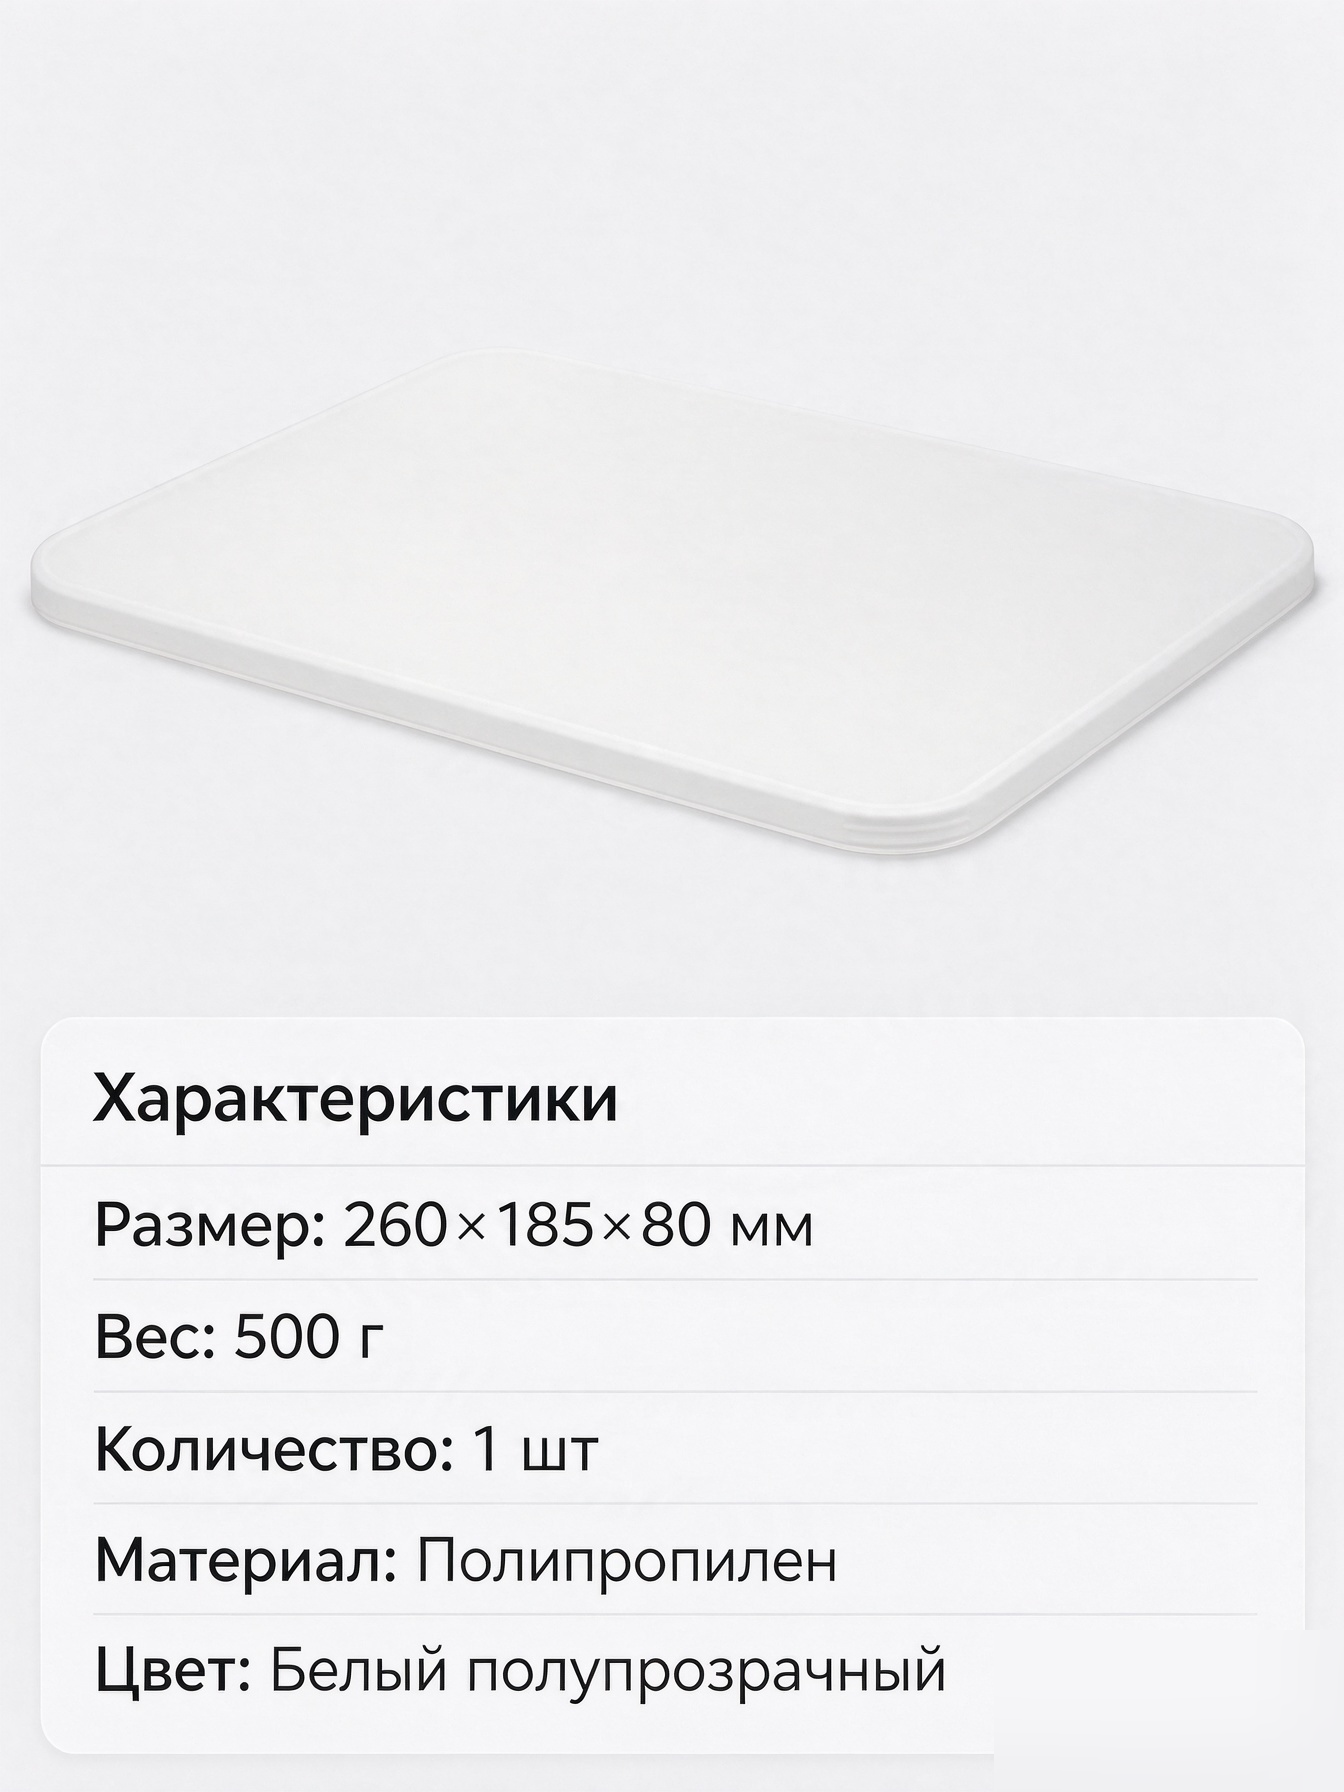 Характеристики
Размер: 260×185×80 мм
Вес: 500 г
Количество: 1 шт
Материал: Полипропилен
Цвет: Белый полупрозрачный